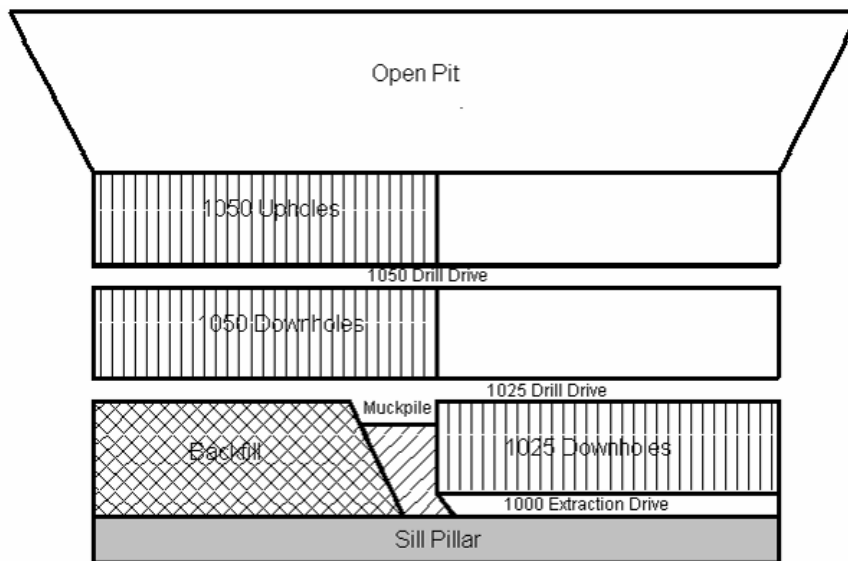 Open Pit
1050 Upholes
1050 Drill Drive
1050 Downholes
1025 Drill Drive
Muckpile
Backfill
1025 Downholes
1000 Extraction Drive
Sill Pillar